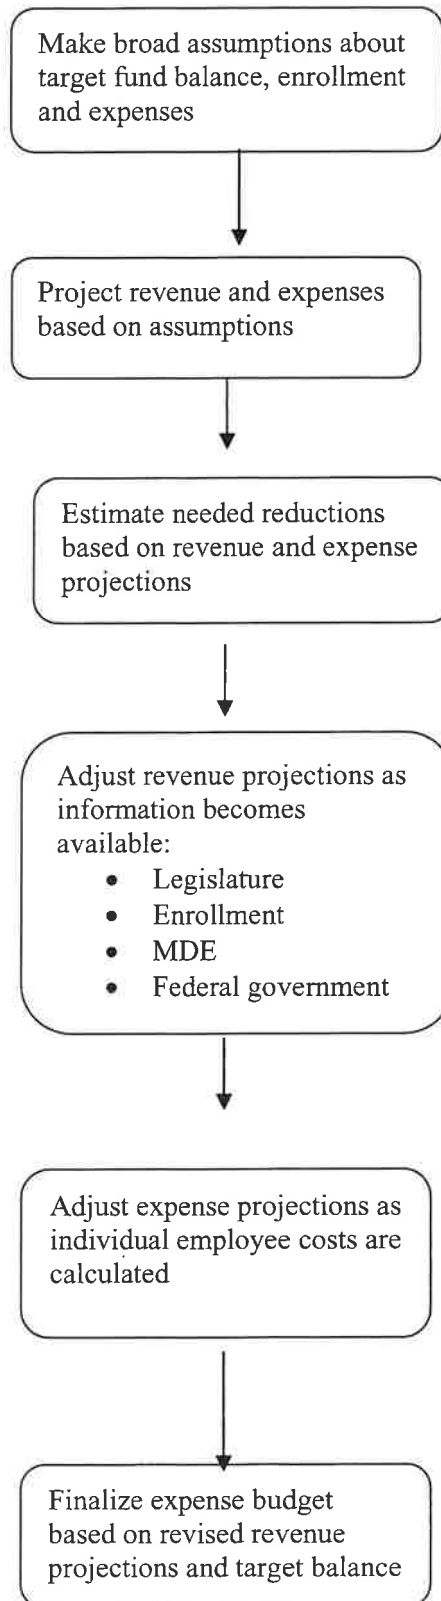 Make broad assumptions about
target fund balance, enrollment
and expenses
Project revenue and expenses
based on assumptions
Estimate needed reductions
based on revenue and expense
projections
Adjust revenue projections as
information becomes
available:
• Legislature
• Enrollment
• MDE
• Federal government
Adjust expense projections as
individual employee costs are
calculated
Finalize expense budget
based on revised revenue
projections and target balance